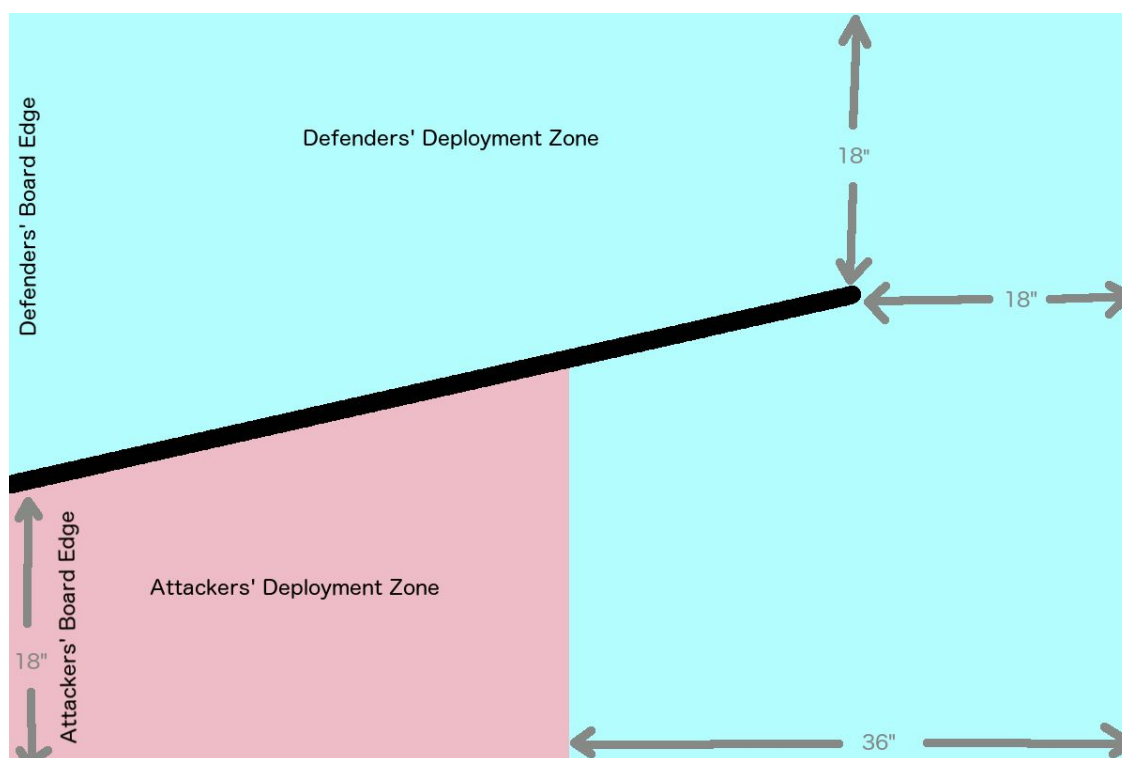 Defenders' Board Edge
Defenders' Deployment Zone
18"
18"
Attackers' Board Edge
Attackers' Deployment Zone
18"
36"